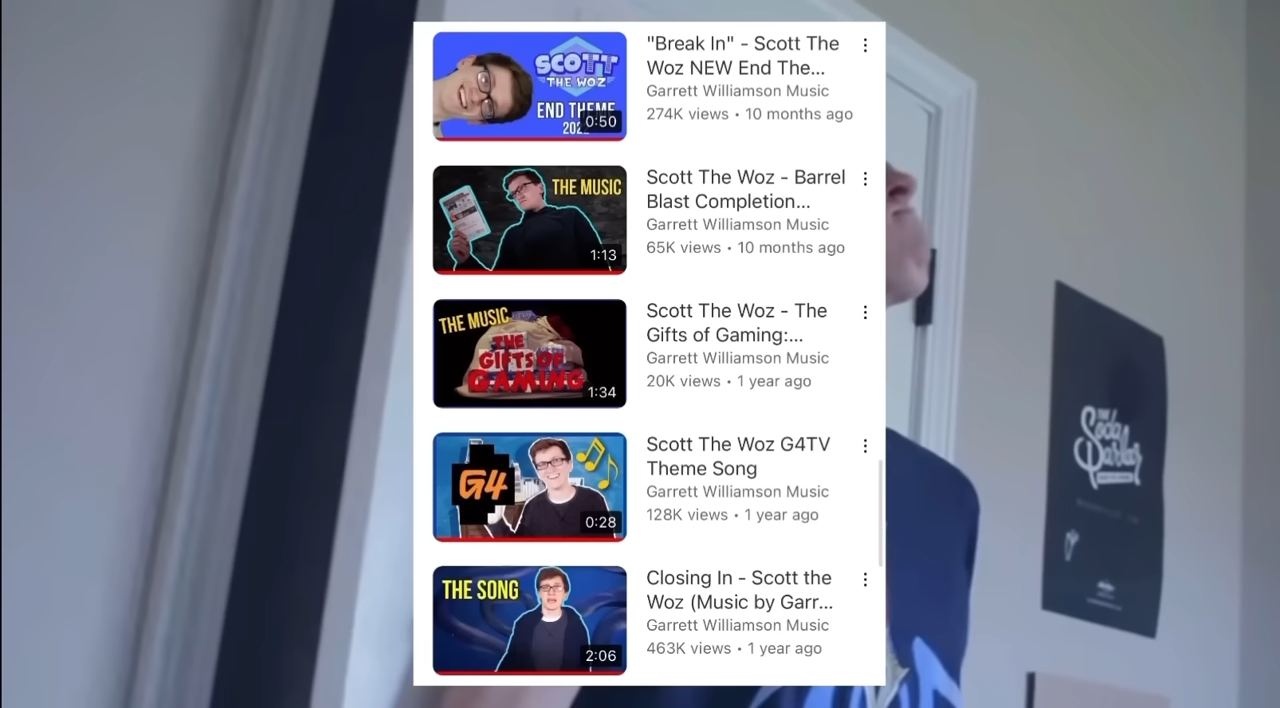 SCOTT
THE WOZ
END THEME
0:50
"Break In" - Scott The
Woz NEW End The...
Garrett Williamson Music
274K views • 10 months ago
THE MUSIC
1:13
Scott The Woz - Barrel
Blast Completion...
Garrett Williamson Music
65K views • 10 months ago
THE MUSIC
THE
GIFTS OF
GAMING
1:34
Scott The Woz - The
Gifts of Gaming:...
Garrett Williamson Music
20K views • 1 year ago
G4
0:28
Scott The Woz G4TV
Theme Song
Garrett Williamson Music
128K views • 1 year ago
THE SONG
2:06
Closing In - Scott the
Woz (Music by Garr...
Garrett Williamson Music
463K views • 1 year ago
THE
Soda
Parlor